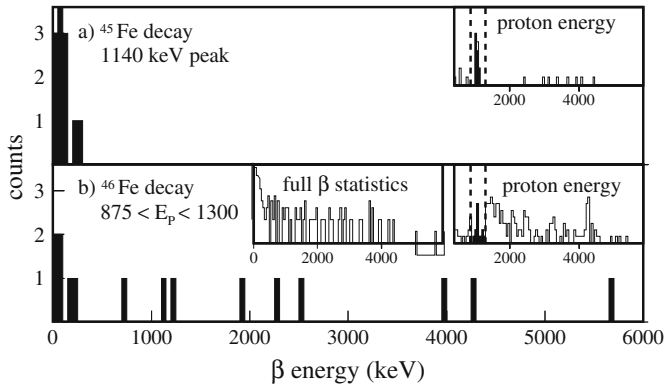 3
2
1
a) ⁴⁵Fe decay
1140 keV peak
proton energy
2000 4000
counts
3
2
1
b) ⁴⁶Fe decay
875 < E_P < 1300
full β statistics
0 2000 4000
proton energy
2000 4000
0 1000 2000 3000 4000 5000 6000
β energy (keV)